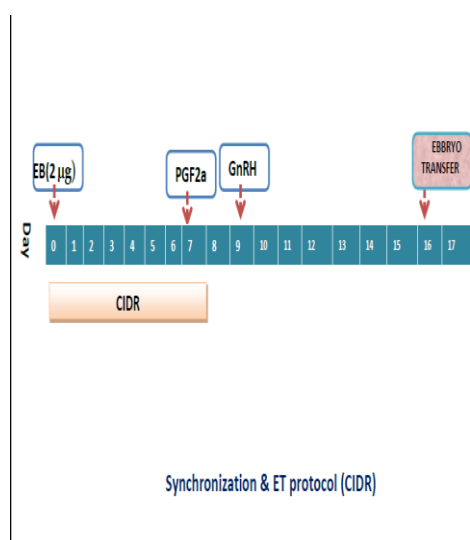 EBBRYO
TRANSFER
EB(2 µg)
PGF2a
GnRH
Day
0 1 2 3 4 5 6 7 8 9 10 11 12 13 14 15 16 17
CIDR
Synchronization & ET protocol (CIDR)